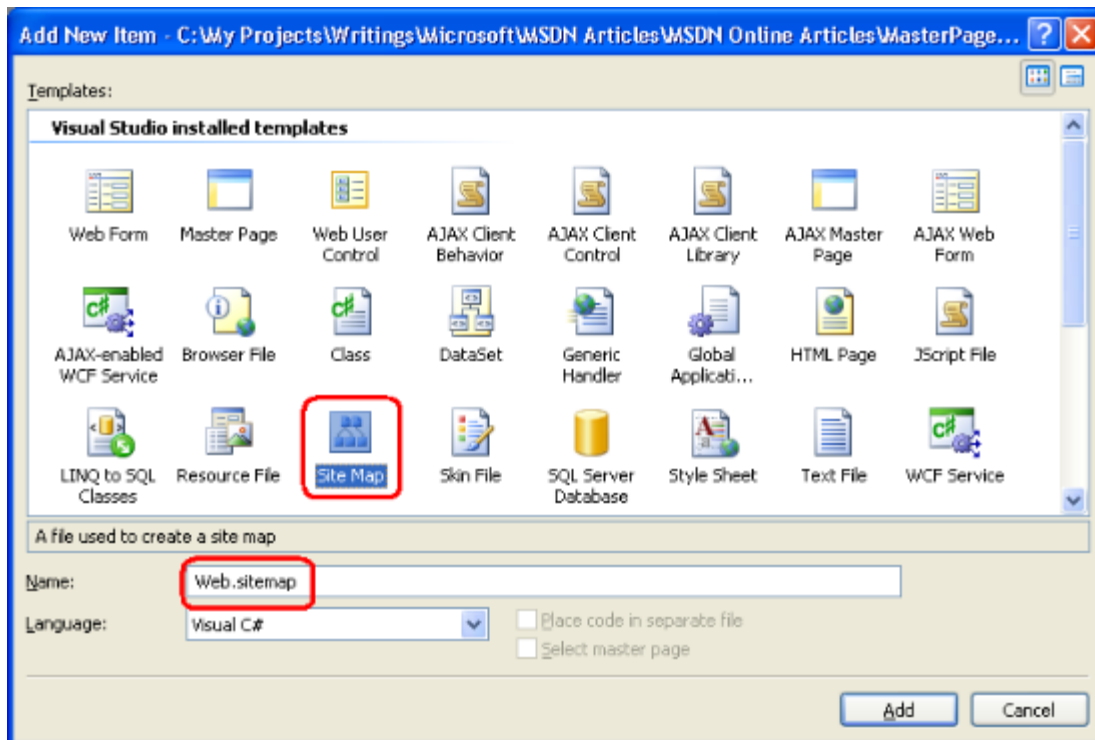 Add New Item - C:\My Projects\Writings\Microsoft\MSDN Articles\MSDN Online Articles\MasterPage...
Templates:
Visual Studio installed templates
Web Form
Master Page
Web User
Control
AJAX Client
Behavior
AJAX Client
Control
AJAX Client
Library
AJAX Master
Page
AJAX Web
Form
AJAX-enabled
WCF Service
Browser File
Class
DataSet
Generic
Handler
Global
Applicati...
HTML Page
JScript File
LINQ to SQL
Classes
Resource File
Site Map
Skin File
SQL Server
Database
Style Sheet
Text File
WCF Service
A file used to create a site map
Name:
Web.sitemap
Language:
Visual C#
Place code in separate file
Select master page
Add
Cancel